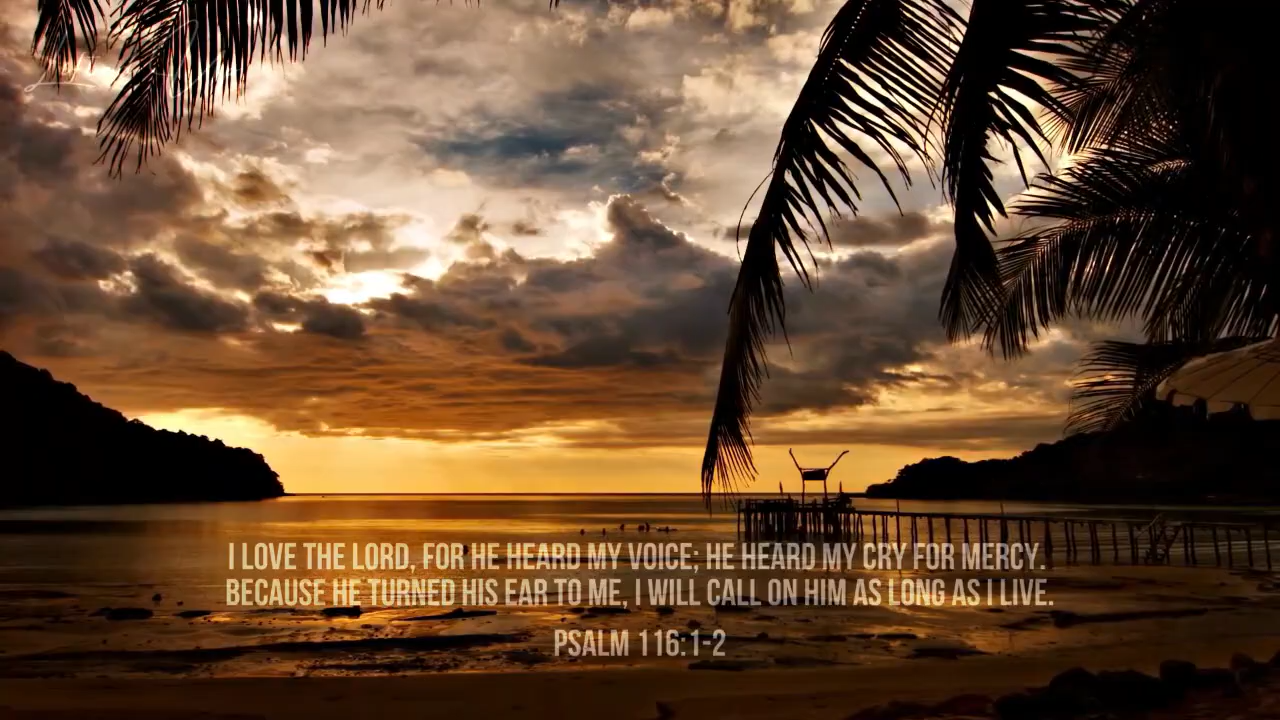 I LOVE THE LORD, FOR HE HEARD MY VOICE; HE HEARD MY CRY FOR MERCY.
BECAUSE HE TURNED HIS EAR TO ME, I WILL CALL ON HIM AS LONG AS I LIVE.
PSALM 116:1-2